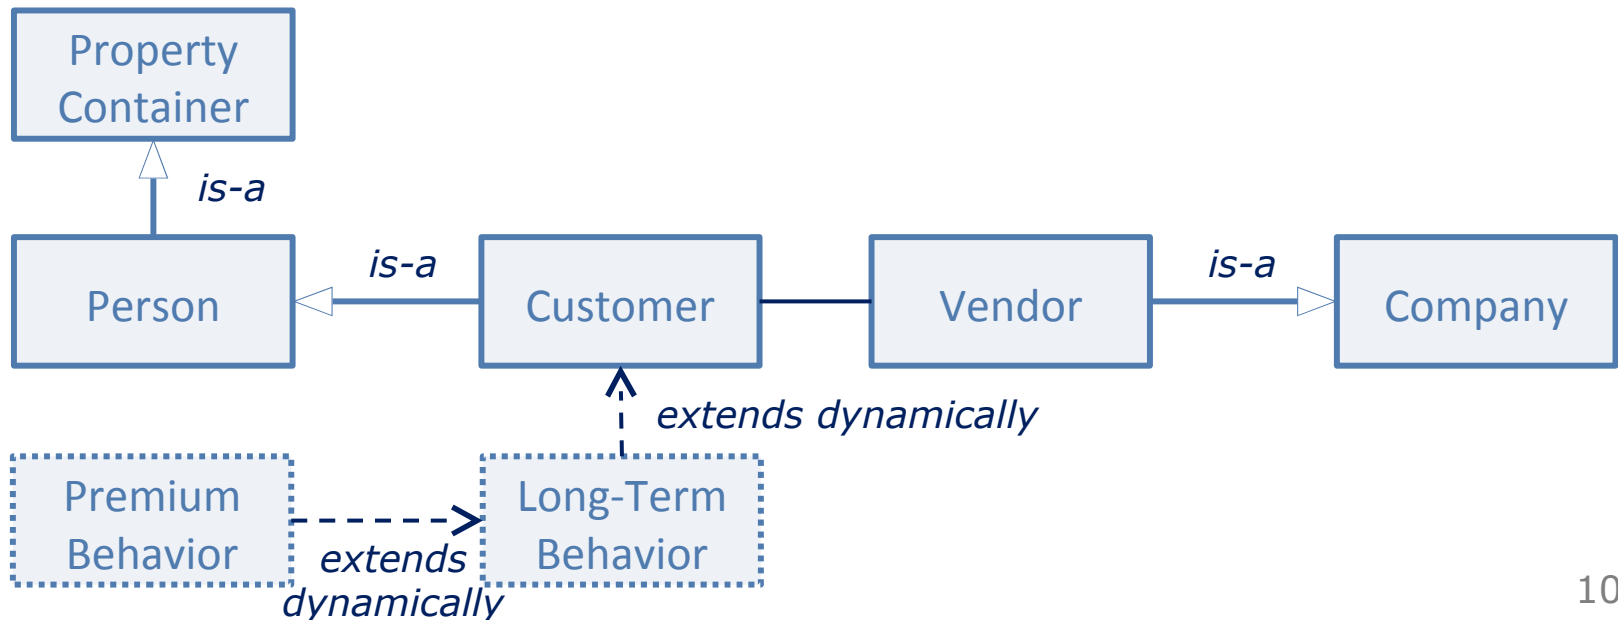 Property
Container
is-a
Person
is-a
Customer
Vendor
is-a
Company
extends dynamically
Premium
Behavior
extends
dynamically
Long-Term
Behavior
10